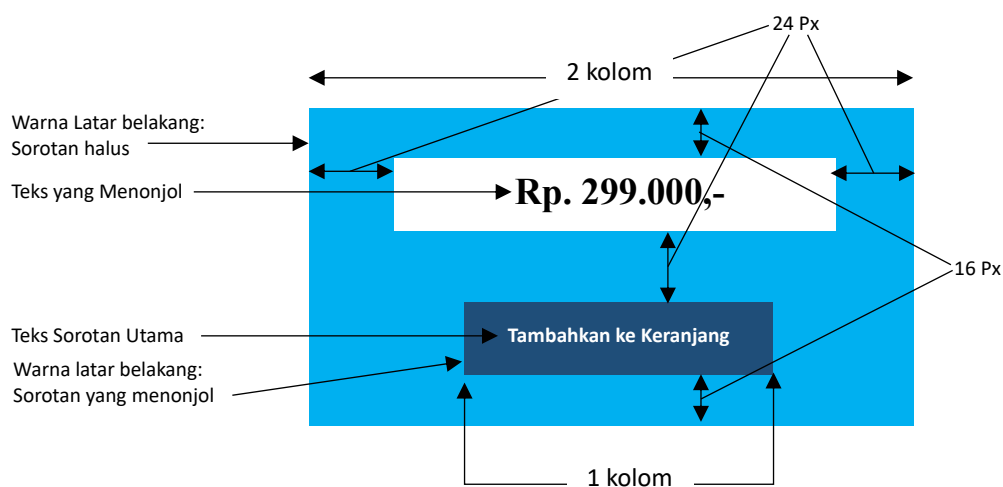 24 Px
2 kolom
Warna Latar belakang:
Sorotan halus
Teks yang Menonjol
Rp. 299.000,-
16 Px
Teks Sorotan Utama
Tambahkan ke Keranjang
Warna latar belakang:
Sorotan yang menonjol
1 kolom